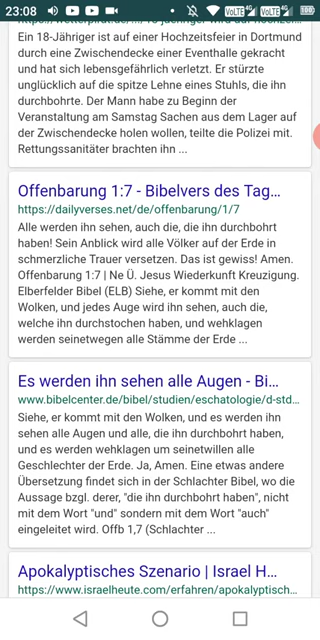 23:08
VoLTE 4G VoLTE 4G 100
Ein 18-Jähriger ist auf einer Hochzeitsfeier in Dortmund
durch eine Zwischendecke einer Eventhalle gekracht
und hat sich lebensgefährlich verletzt. Er stürzte
unglücklich auf die spitze Lehne eines Stuhls, die ihn
durchbohrte. Der Mann habe zu Beginn der
Veranstaltung am Samstag Sachen aus dem Lager auf
der Zwischendecke holen wollen, teilte die Polizei mit.
Rettungssanitäter brachten ihn ...
Offenbarung 1:7 - Bibelvers des Tag...
https://dailyverses.net/de/offenbarung/1/7
Alle werden ihn sehen, auch die, die ihn durchbohrt
haben! Sein Anblick wird alle Völker auf der Erde in
schmerzliche Trauer versetzen. Das ist gewiss! Amen.
Offenbarung 1:7 | Ne Ü. Jesus Wiederkunft Kreuzigung.
Elberfelder Bibel (ELB) Siehe, er kommt mit den
Wolken, und jedes Auge wird ihn sehen, auch die,
welche ihn durchstochen haben, und wehklagen
werden seinetwegen alle Stämme der Erde ...
Es werden ihn sehen alle Augen - Bi...
www.bibelcenter.de/bibel/studien/eschatologie/d-std...
Siehe, er kommt mit den Wolken, und es werden ihn
sehen alle Augen und alle, die ihn durchbohrt haben,
und es werden wehklagen um seinetwillen alle
Geschlechter der Erde. Ja, Amen. Eine etwas andere
Übersetzung findet sich in der Schlachter Bibel, wo die
Aussage bzgl. derer, "die ihn durchbohrt haben", nicht
mit dem Wort "und" sondern mit dem Wort "auch"
eingeleitet wird. Offb 1,7 (Schlachter ...
Apokalyptisches Szenario | Israel H...
https://www.israelheute.com/erfahren/apokalyptisch...